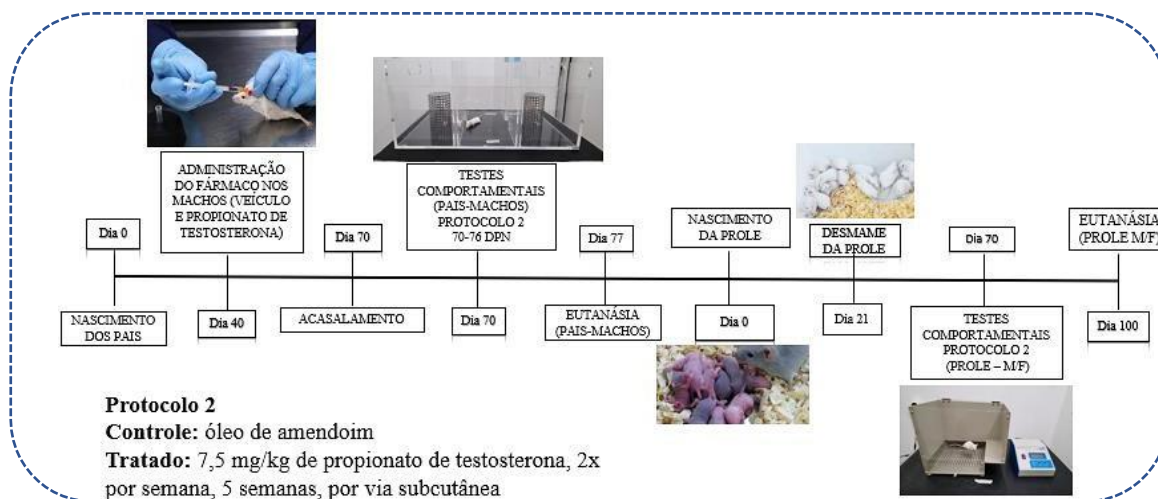 ADMINISTRAÇÃO
DO FÁRMACO NOS
MACHOS (VEÍCULO
E PROPIONATO DE
TESTOSTERONA)
TESTES
COMPORTAMENTAIS
(PAIS-MACHOS)
PROTOCOLO 2
70-76 DPN
NASCIMENTO
DA PROLE
DESMAME
DA PROLE
EUTANÁSIA
(PROLE M/F)
Dia 0
Dia 70
Dia 77
Dia 70
NASCIMENTO
DOS PAIS
Dia 40
ACASALAMENTO
Dia 70
EUTANÁSIA
(PAIS-MACHOS)
Dia 0
Dia 21
TESTES
COMPORTAMENTAIS
PROTOCOLO 2
(PROLE – M/F)
Dia 100
Protocolo 2
Controle: óleo de amendoim
Tratado: 7,5 mg/kg de propionato de testosterona, 2x
por semana, 5 semanas, por via subcutânea